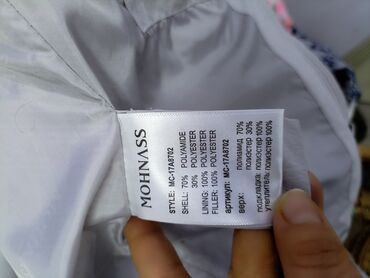 MOHNASS
STYLE: MC-17A8702
SHELL: 70% POLYAMIDE
30% POLYESTER
LINING: 100% POLYESTER
FILLER: 100% POLYESTER
артикул: MC-17A8702
верх: полиамид 70%
полиэстер 30%
подкладка: полиэстер 100%
утеплитель: полиэстер 100%